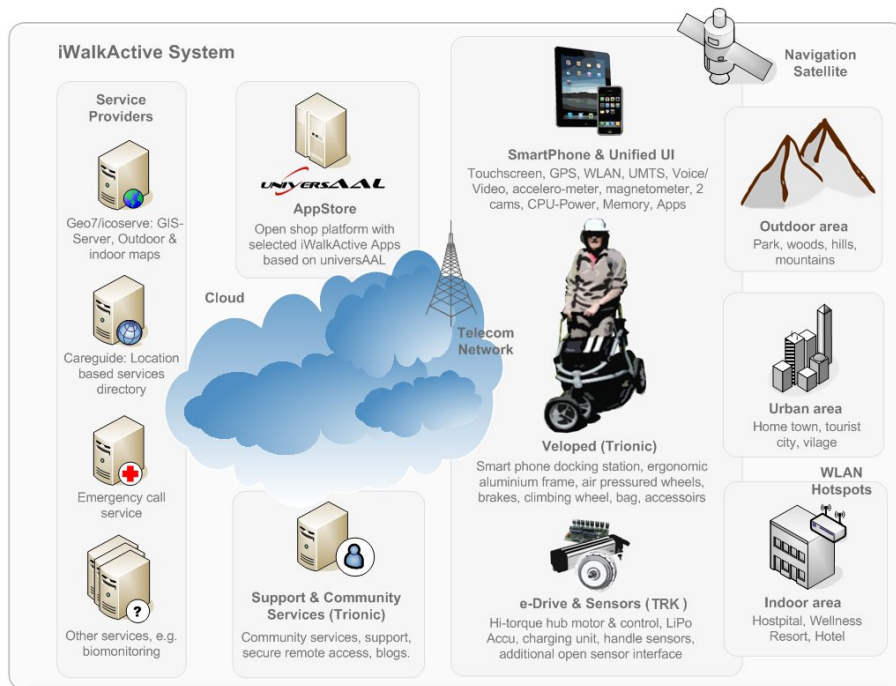 iWalkActive System
Service
Providers
Geo7/icoserve: GIS-
Server, Outdoor &
indoor maps
Careguide: Location
based services
directory
Emergency call
service
?
Other services, e.g.
biomonitoring
UNIVERSAAL
AppStore
Open shop platform with
selected iWalkActive Apps
based on universAAL
Cloud
Telecom
Network
Support & Community
Services (Trionic)
Community services, support,
secure remote access, blogs.
SmartPhone & Unified UI
Touchscreen, GPS, WLAN, UMTS, Voice/
Video, accelero-meter, magnetometer, 2
cams, CPU-Power, Memory, Apps
Veloped (Trionic)
Smart phone docking station, ergonomic
aluminium frame, air pressured wheels,
brakes, climbing wheel, bag, accessoirs
e-Drive & Sensors (TRK )
Hi-torque hub motor & control, LiPo
Accu, charging unit, handle sensors,
additional open sensor interface
Navigation
Satellite
Outdoor area
Park, woods, hills,
mountains
Urban area
Home town, tourist
city, vilage
WLAN
Hotspots
Indoor area
Hostpital, Wellness
Resort, Hotel